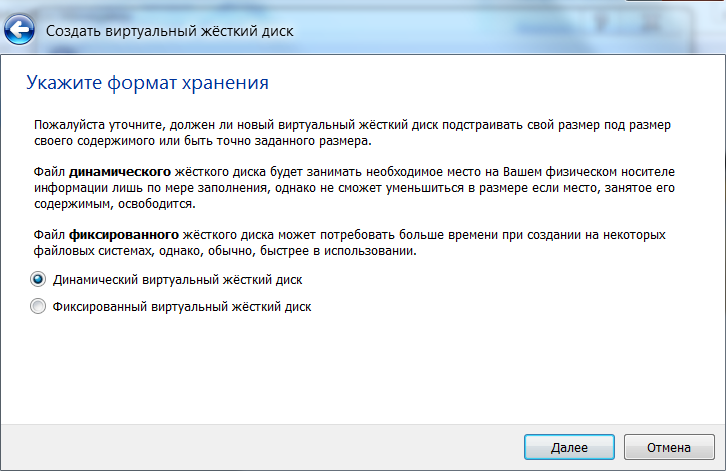 Создать виртуальный жёсткий диск
Укажите формат хранения
Пожалуйста уточните, должен ли новый виртуальный жёсткий диск подстраивать свой размер под размер
своего содержимого или быть точно заданного размера.
Файл динамического жёсткого диска будет занимать необходимое место на Вашем физическом носителе
информации лишь по мере заполнения, однако не сможет уменьшиться в размере если место, занятое его
содержимым, освободится.
Файл фиксированного жёсткого диска может потребовать больше времени при создании на некоторых
файловых системах, однако, обычно, быстрее в использовании.
Динамический виртуальный жёсткий диск
Фиксированный виртуальный жёсткий диск
Далее
Отмена